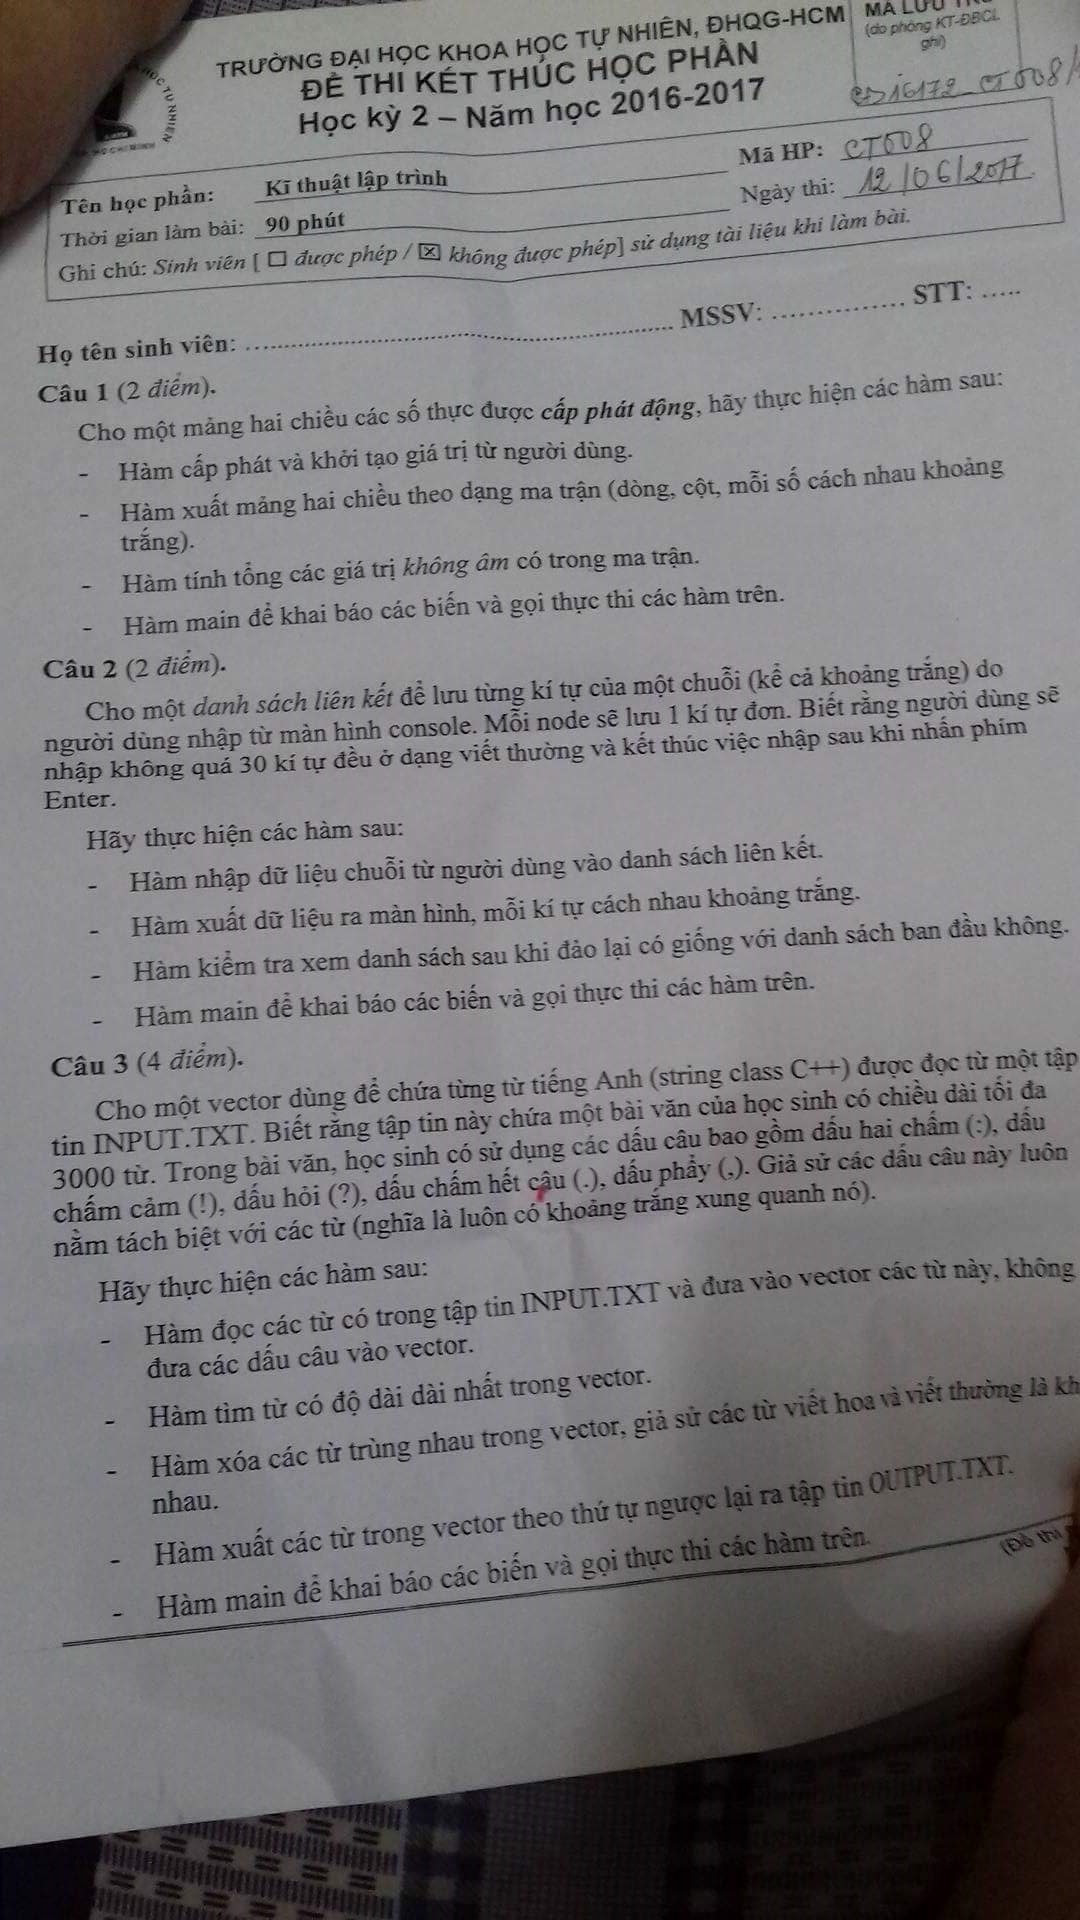 TRƯỜNG ĐẠI HỌC KHOA HỌC TỰ NHIÊN, ĐHQG-HCM
ĐỀ THI KẾT THÚC HỌC PHẦN
Học kỳ 2 – Năm học 2016-2017
MÃ LƯU
(do phòng KT-ĐBCL
ghi)
Tên học phần: Kĩ thuật lập trình Mã HP: CT008
Thời gian làm bài: 90 phút Ngày thi: 12/06/2017
Ghi chú: Sinh viên [ ☐ được phép / ☒ không được phép] sử dụng tài liệu khi làm bài.
Họ tên sinh viên: ........ MSSV: ........ STT: .....
Câu 1 (2 điểm).
Cho một mảng hai chiều các số thực được cấp phát động, hãy thực hiện các hàm sau:
- Hàm cấp phát và khởi tạo giá trị từ người dùng.
- Hàm xuất mảng hai chiều theo dạng ma trận (dòng, cột, mỗi số cách nhau khoảng
trắng).
- Hàm tính tổng các giá trị không âm có trong ma trận.
- Hàm main để khai báo các biến và gọi thực thi các hàm trên.
Câu 2 (2 điểm).
Cho một danh sách liên kết để lưu từng kí tự của một chuỗi (kể cả khoảng trắng) do
người dùng nhập từ màn hình console. Mỗi node sẽ lưu 1 kí tự đơn. Biết rằng người dùng sẽ
nhập không quá 30 kí tự đều ở dạng viết thường và kết thúc việc nhập sau khi nhấn phím
Enter.
Hãy thực hiện các hàm sau:
- Hàm nhập dữ liệu chuỗi từ người dùng vào danh sách liên kết.
- Hàm xuất dữ liệu ra màn hình, mỗi kí tự cách nhau khoảng trắng.
- Hàm kiểm tra xem danh sách sau khi đảo lại có giống với danh sách ban đầu không.
- Hàm main để khai báo các biến và gọi thực thi các hàm trên.
Câu 3 (4 điểm).
Cho một vector dùng để chứa từng từ tiếng Anh (string class C++) được đọc từ một tập
tin INPUT.TXT. Biết rằng tập tin này chứa một bài văn của học sinh có chiều dài tối đa
3000 từ. Trong bài văn, học sinh có sử dụng các dấu câu bao gồm dấu hai chấm (:), dấu
chấm cảm (!), dấu hỏi (?), dấu chấm hết câu (.), dấu phẩy (,). Giả sử các dấu câu này luôn
nằm tách biệt với các từ (nghĩa là luôn có khoảng trắng xung quanh nó).
Hãy thực hiện các hàm sau:
- Hàm đọc các từ có trong tập tin INPUT.TXT và đưa vào vector các từ này, không
đưa các dấu câu vào vector.
- Hàm tìm từ có độ dài dài nhất trong vector.
- Hàm xóa các từ trùng nhau trong vector, giả sử các từ viết hoa và viết thường là kh
nhau.
- Hàm xuất các từ trong vector theo thứ tự ngược lại ra tập tin OUTPUT.TXT.
- Hàm main để khai báo các biến và gọi thực thi các hàm trên.
(Đề thi